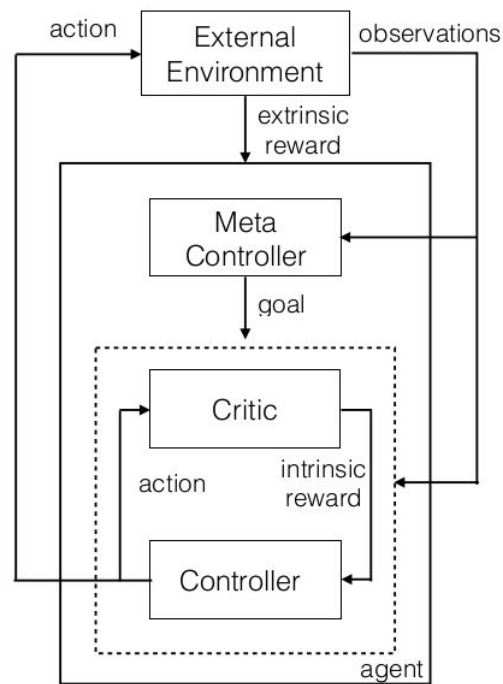 action
External
Environment
observations
extrinsic
reward
Meta
Controller
goal
Critic
action
intrinsic
reward
Controller
agent